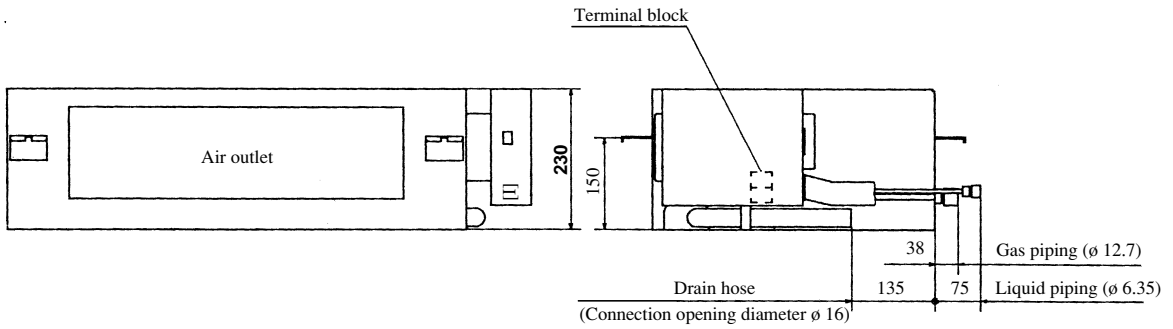 Terminal block
Air outlet
230
150
38
Gas piping (ø 12.7)
Drain hose
135
75
Liquid piping (ø 6.35)
(Connection opening diameter ø 16)